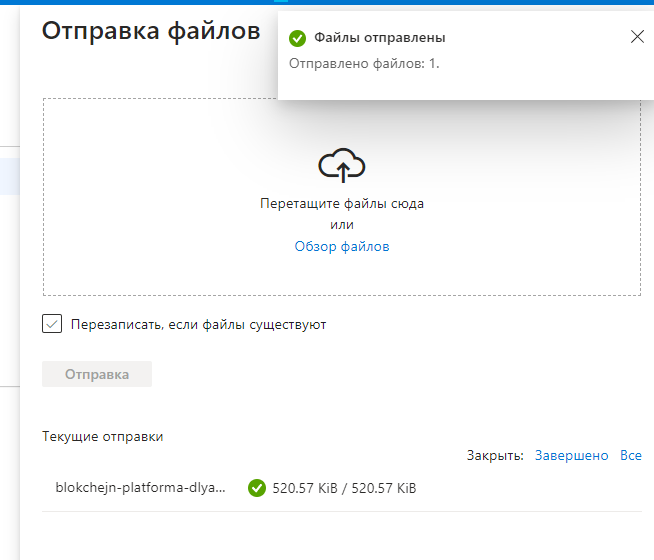 Отправка файлов
Файлы отправлены
Отправлено файлов: 1.
Перетащите файлы сюда
или
Обзор файлов
Перезаписать, если файлы существуют
Отправка
Текущие отправки
Закрыть: Завершено Все
blokchejn-platforma-dlya... 520.57 KiB / 520.57 KiB